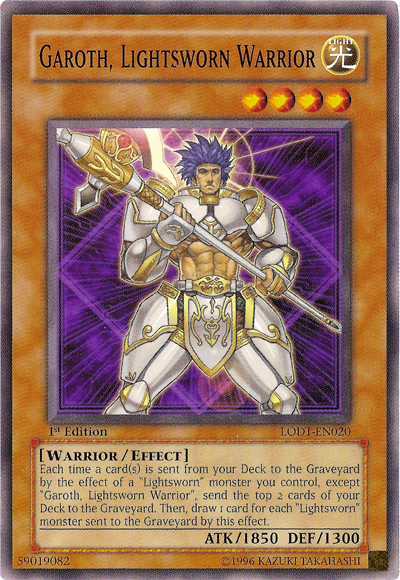 GAROTH, LIGHTSWORN WARRIOR
LIGHT
光
1st Edition
LODT-EN020
[WARRIOR / EFFECT]
Each time a card(s) is sent from your Deck to the Graveyard
by the effect of a "Lightsworn" monster you control, except
"Garoth, Lightsworn Warrior", send the top 2 cards of your
Deck to the Graveyard. Then, draw 1 card for each "Lightsworn"
monster sent to the Graveyard by this effect.
ATK/1850 DEF/1300
59019082
©1996 KAZUKI TAKAHASHI